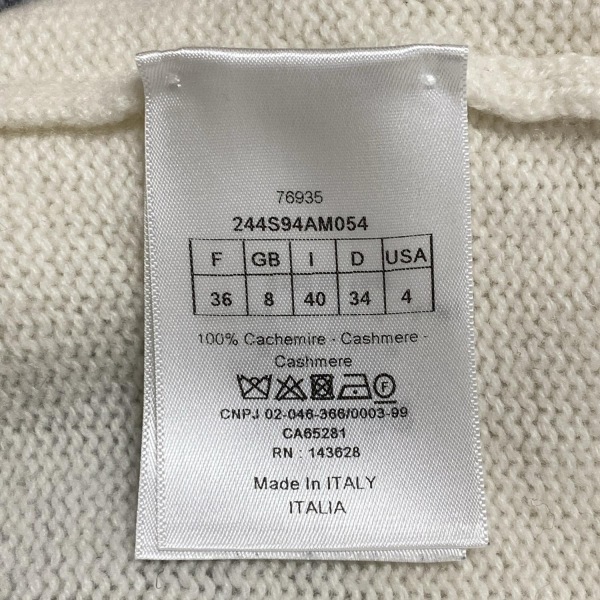 76935
244S94AM054
F GB I D USA
36 8 40 34 4
100% Cachemire - Cashmere -
Cashmere
F
CNPJ 02-046-366/0003-99
CA65281
RN : 143628
Made In ITALY
ITALIA